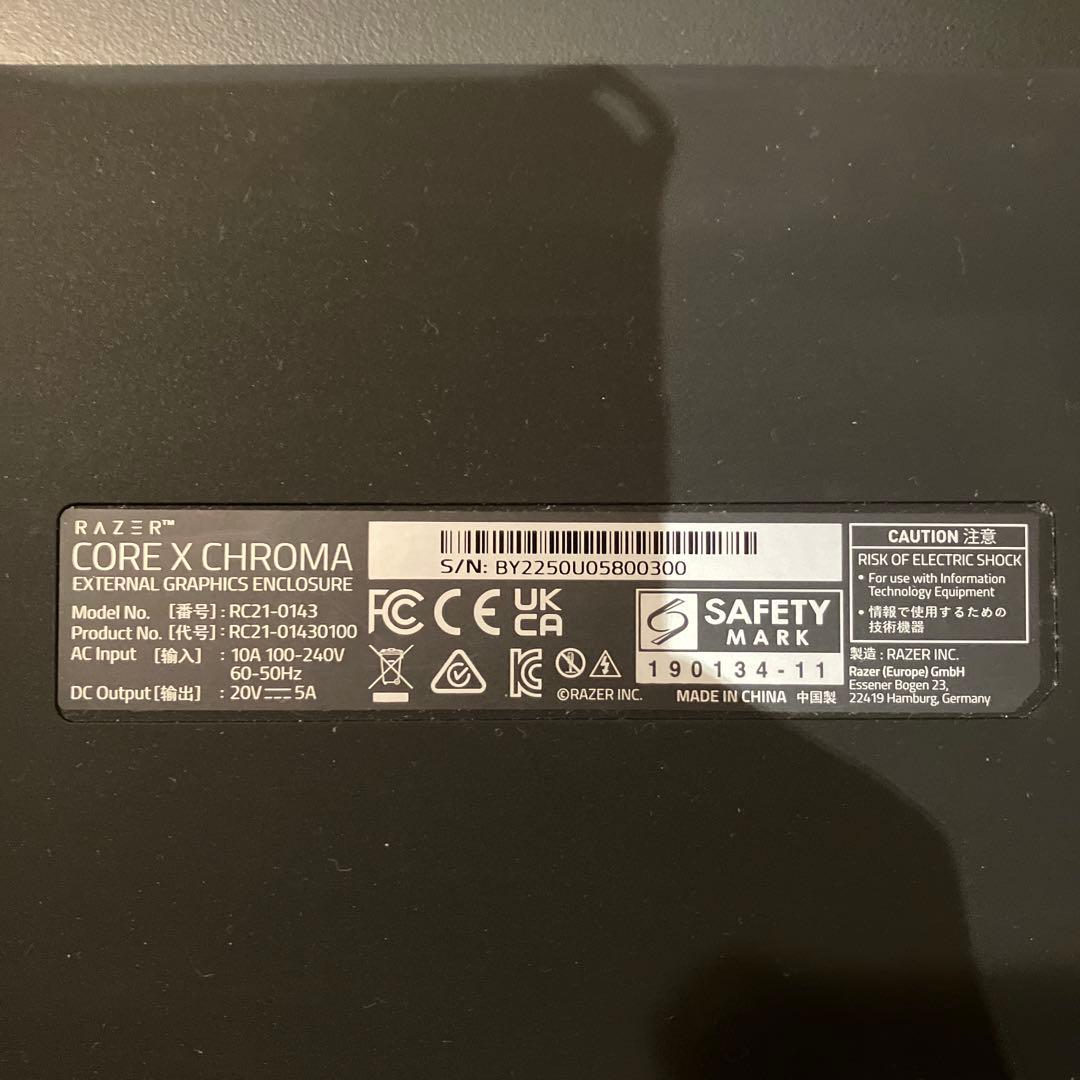 RAZER™
CORE X CHROMA
EXTERNAL GRAPHICS ENCLOSURE
Model No. [番号] : RC21-0143
Product No. [代号] : RC21-01430100
AC Input [输入] : 10A 100-240V
60-50Hz
DC Output [输出] : 20V⎓5A
S/N: BY2250U05800300
FC CE UK
CA
SAFETY
MARK
190134-11
©RAZER INC.
MADE IN CHINA 中国製
CAUTION 注意
RISK OF ELECTRIC SHOCK
• For use with Information
Technology Equipment
• 情報で使用するための
技術機器
製造 : RAZER INC.
Razer (Europe) GmbH
Essener Bogen 23,
22419 Hamburg, Germany